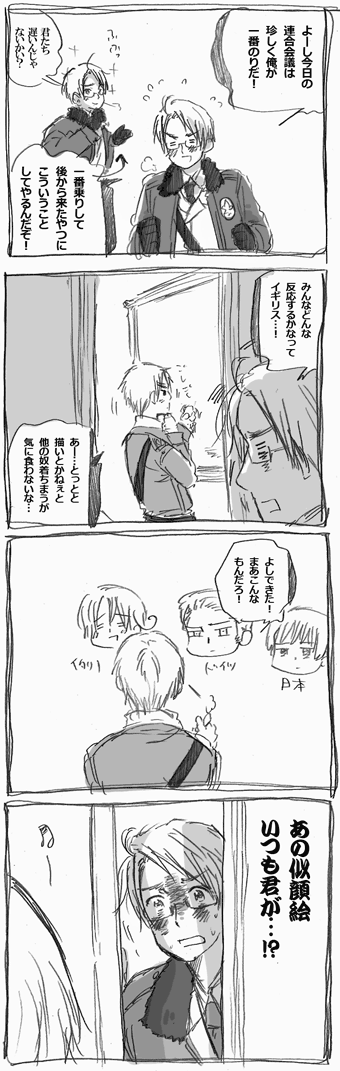 よーし今日の
連合会議は
珍しく俺が
一番のりだ！
君たち
遅いんじゃ
ないかい？
一番乗りして
後から来たやつに
こういうこと
してやるんだぞ！
みんなどんな
反応するかなって
イギリス…！
あー…とっとと
描いとかねぇと
他の奴着ちまうが
気に食わないな…
よしできた！
まあこんな
もんだろ！
日本
ドイツ
イタリー
あの似顔絵
いつも君が…!?